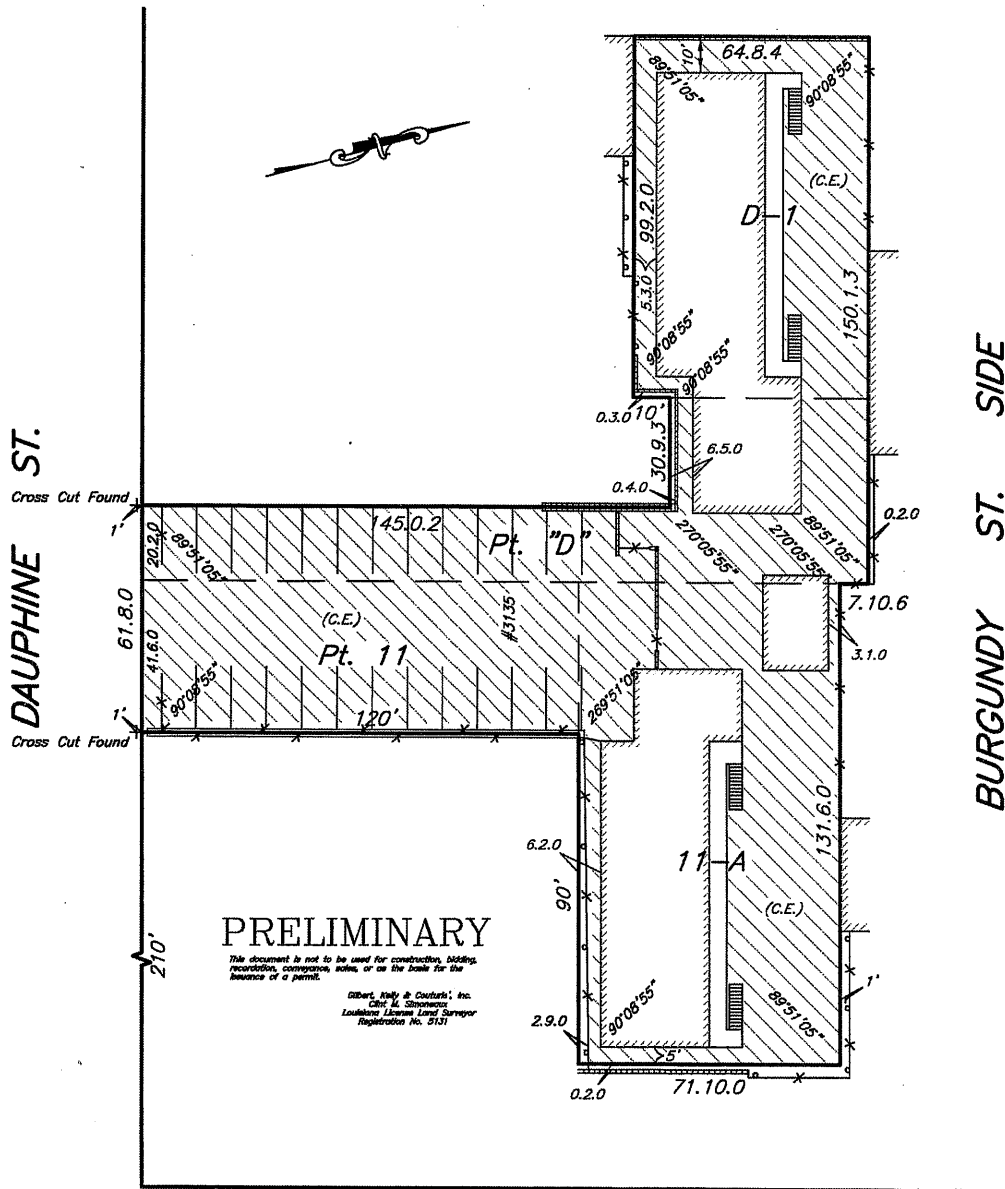 64.8.4
10'
89°51'05"
90°08'55"
(C.E.)
D-1
99.2.0
5.3.0
150.1.3
90°08'55"
90°08'55"
0.3.0
10'
30.9.3
6.5.0
0.4.0
DAUPHINE ST.
BURGUNDY ST. SIDE
Cross Cut Found
1'
145.0.2
Pt. "D"
20.2.0
89°51'05"
270°05'55"
270°05'55"
89°51'05"
0.2.0
7.10.6
3.1.0
61.8.0
(C.E.)
#3135
41.6.0
Pt. 11
90°08'55"
269°51'05"
120'
1'
Cross Cut Found
6.2.0
11-A
131.6.0
90'
(C.E.)
210'
PRELIMINARY
This document is not to be used for construction, bidding,
recordation, conveyance, sales, or as the basis for the
issuance of a permit.
Gilbert, Kelly & Couturie', Inc.
Clint M. Simoneaux
Louisiana License Land Surveyor
Registration No. 5131
90°08'55"
89°51'05"
1'
2.9.0
5'
0.2.0
71.10.0